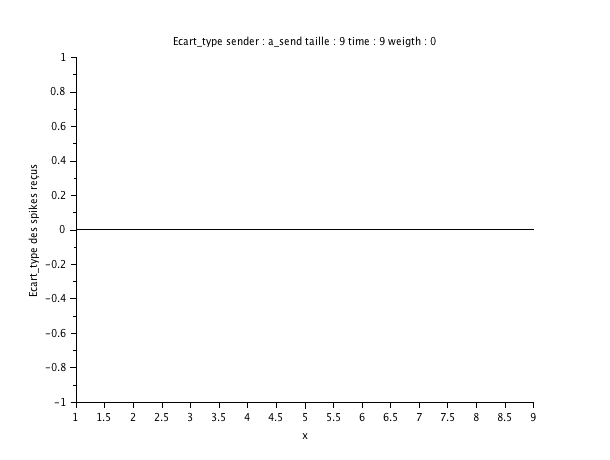 Ecart_type sender : a_send taille : 9 time : 9 weigth : 0
1
0.8
0.6
0.4
0.2
0
-0.2
-0.4
-0.6
-0.8
-1
Ecart_type des spikes reçus
1 1.5 2 2.5 3 3.5 4 4.5 5 5.5 6 6.5 7 7.5 8 8.5 9
x